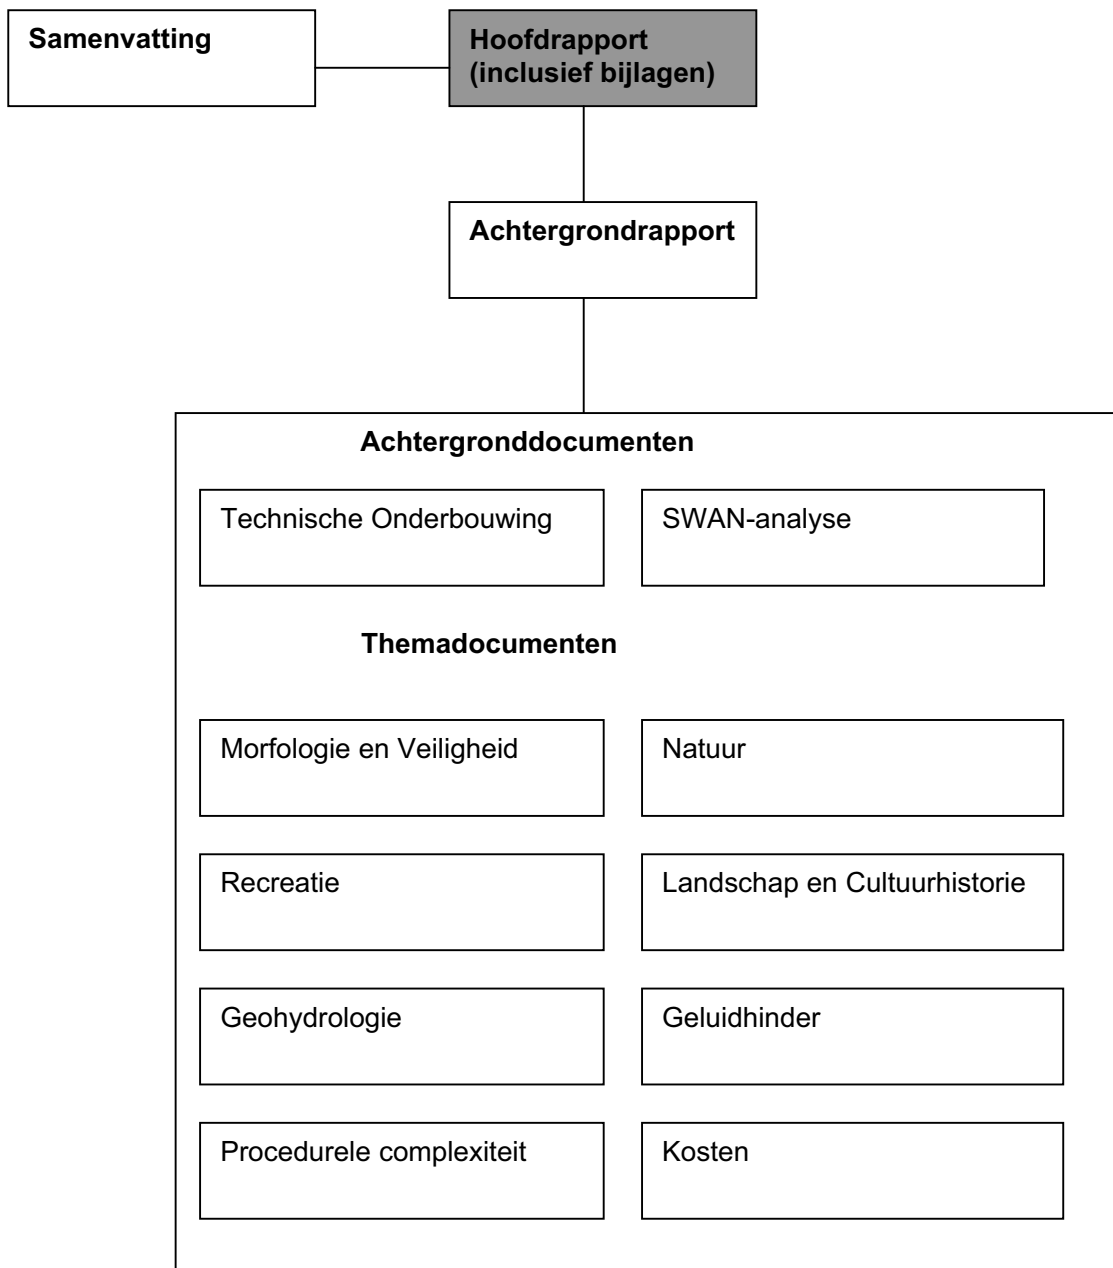 Samenvatting
Hoofdrapport
(inclusief bijlagen)
Achtergrondrapport
Achtergronddocumenten
Technische Onderbouwing
SWAN-analyse
Themadocumenten
Morfologie en Veiligheid
Natuur
Recreatie
Landschap en Cultuurhistorie
Geohydrologie
Geluidhinder
Procedurele complexiteit
Kosten